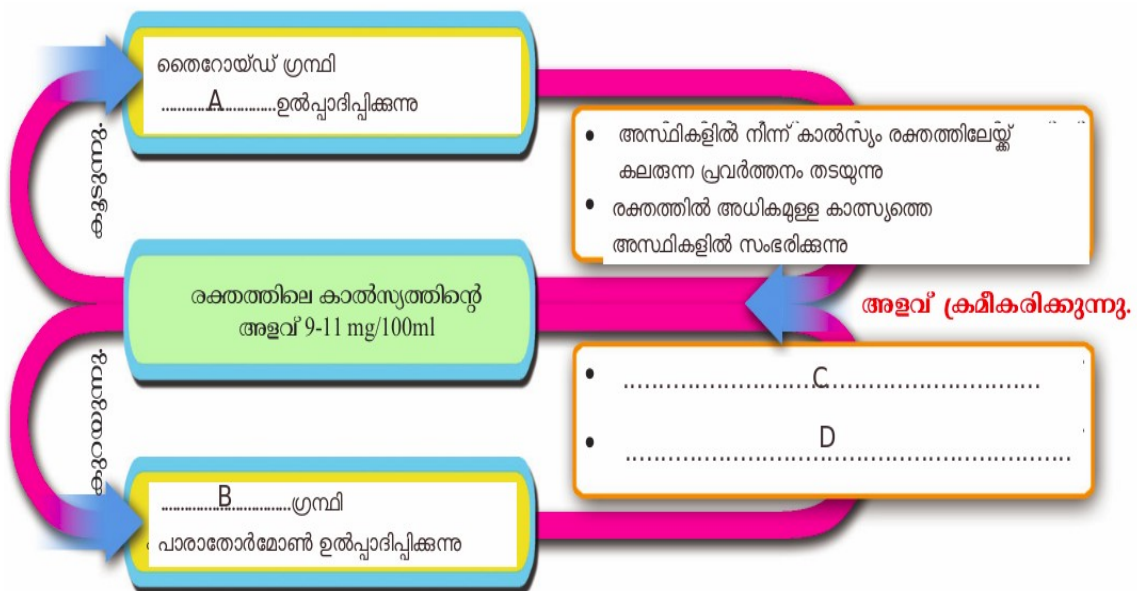 തൈറോയ്ഡ് ഗ്രന്ഥി
............A............ഉൽപ്പാദിപ്പിക്കുന്നു
കൂടുന്നു.
• അസ്ഥികളിൽ നിന്ന് കാൽസ്യം രക്തത്തിലേയ്ക്ക്
കലരുന്ന പ്രവർത്തനം തടയുന്നു
• രക്തത്തിൽ അധികമുള്ള കാത്സ്യത്തെ
അസ്ഥികളിൽ സംഭരിക്കുന്നു
രക്തത്തിലെ കാൽസ്യത്തിന്റെ
അളവ് 9-11 mg/100ml
അളവ് ക്രമീകരിക്കുന്നു.
കുറയുന്നു.
• ........................C........................
• ........................D........................
............B............ഗ്രന്ഥി
പാരാതോർമോൺ ഉൽപ്പാദിപ്പിക്കുന്നു